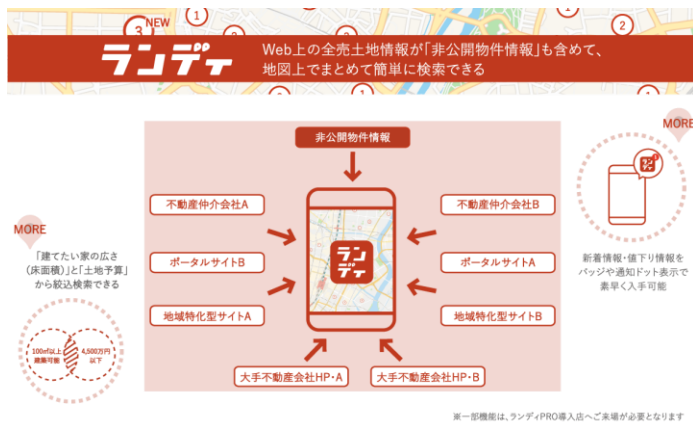 3
NEW
2
2
ランディ
Web上の全売土地情報が「非公開物件情報」も含めて、
地図上でまとめて簡単に検索できる
2
1
1
非公開物件情報
MORE
不動産仲介会社A
不動産仲介会社B
ポータルサイトB
ポータルサイトA
地域特化型サイトA
地域特化型サイトB
大手不動産会社HP・A
大手不動産会社HP・B
ラン
ディ
MORE
「建てたい家の広さ
(床面積)」と「土地予算」
から絞込検索できる
100㎡以上
建築可能
4,500万円
以下
新着情報・値下り情報を
バッジや通知ドット表示で
素早く入手可能
※一部機能は、ランディPRO導入店へご来場が必要となります